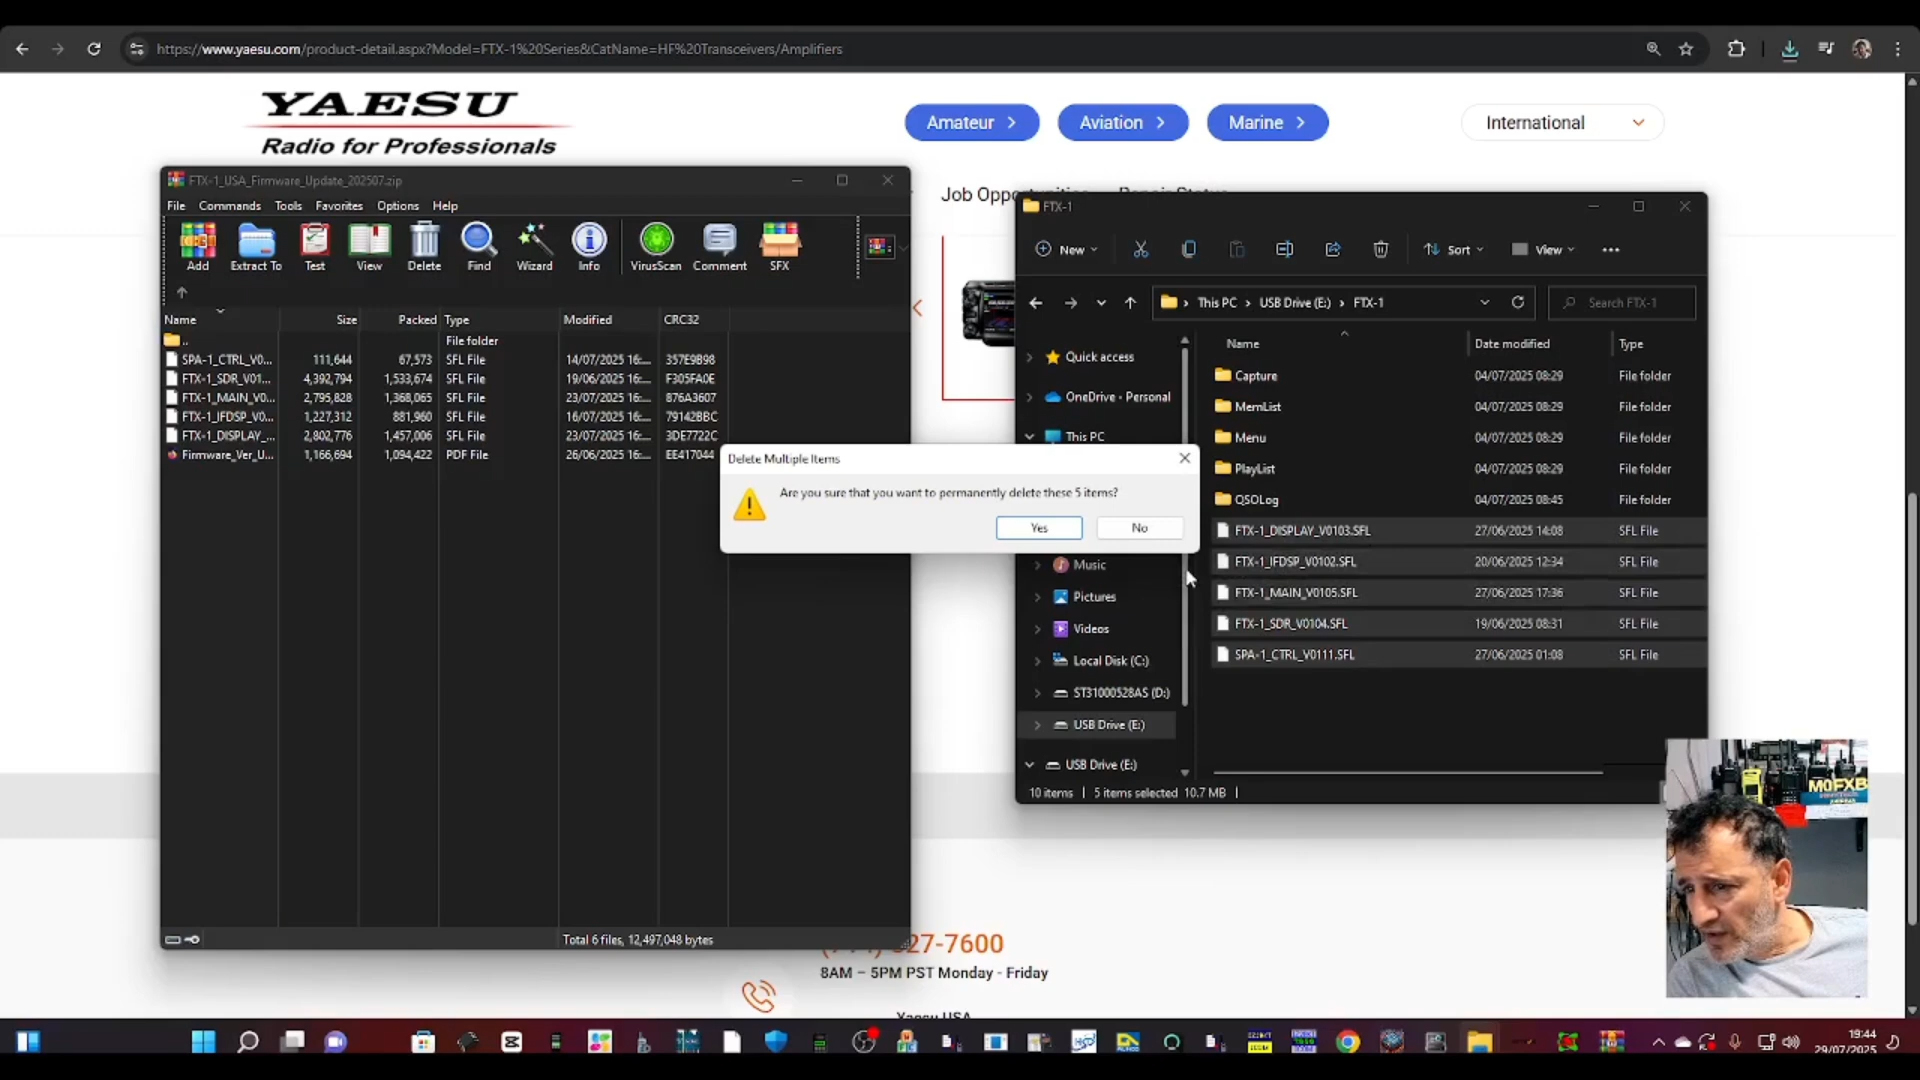 https://www.yaesu.com/product-detail.aspx?Model=FTX-1%20Series&CatName=HF%20Transceivers/Amplifiers
YAESU
Radio for Professionals
Amateur
Aviation
Marine
International
FTX-1_USA_Firmware_Update_202507.zip
File Commands Tools Favorites Options Help
Add Extract To Test View Delete Find Wizard Info VirusScan Comment SFX
Name Size Packed Type Modified CRC32
.. File folder
SPA-1_CTRL_V0... 111,644 67,573 SFL File 14/07/2025 16:... 357E9B98
FTX-1_SDR_V01... 4,392,794 1,533,674 SFL File 19/06/2025 16:... F305FA0E
FTX-1_MAIN_V0... 2,795,828 1,368,065 SFL File 23/07/2025 16:... 876A3607
FTX-1_IFDSP_V0... 1,227,312 881,960 SFL File 16/07/2025 16:... 79142BBC
FTX-1_DISPLAY_... 2,802,776 1,457,006 SFL File 23/07/2025 16:... 3DE7722C
Firmware_Ver_U... 1,166,694 1,094,422 PDF File 26/06/2025 16:... EE417044
Total 6 files, 12,497,048 bytes
Job
Delete Multiple Items
Are you sure that you want to permanently delete these 5 items?
Yes No
FTX-1
New Sort View
This PC USB Drive (E:) FTX-1
Search FTX-1
Quick access
OneDrive - Personal
This PC
Music
Pictures
Videos
Local Disk (C:)
ST31000528AS (D:)
USB Drive (E:)
USB Drive (E:)
Name Date modified Type
Capture 04/07/2025 08:29 File folder
MemList 04/07/2025 08:29 File folder
Menu 04/07/2025 08:29 File folder
PlayList 04/07/2025 08:29 File folder
QSOLog 04/07/2025 08:45 File folder
FTX-1_DISPLAY_V0103.SFL 27/06/2025 14:08 SFL File
FTX-1_IFDSP_V0102.SFL 20/06/2025 12:34 SFL File
FTX-1_MAIN_V0105.SFL 27/06/2025 17:36 SFL File
FTX-1_SDR_V0104.SFL 19/06/2025 08:31 SFL File
SPA-1_CTRL_V0111.SFL 27/06/2025 01:08 SFL File
10 items 5 items selected 10.7 MB
M0FXB
27-7600
8AM – 5PM PST Monday - Friday
Yaesu USA
19:44
29/07/2025